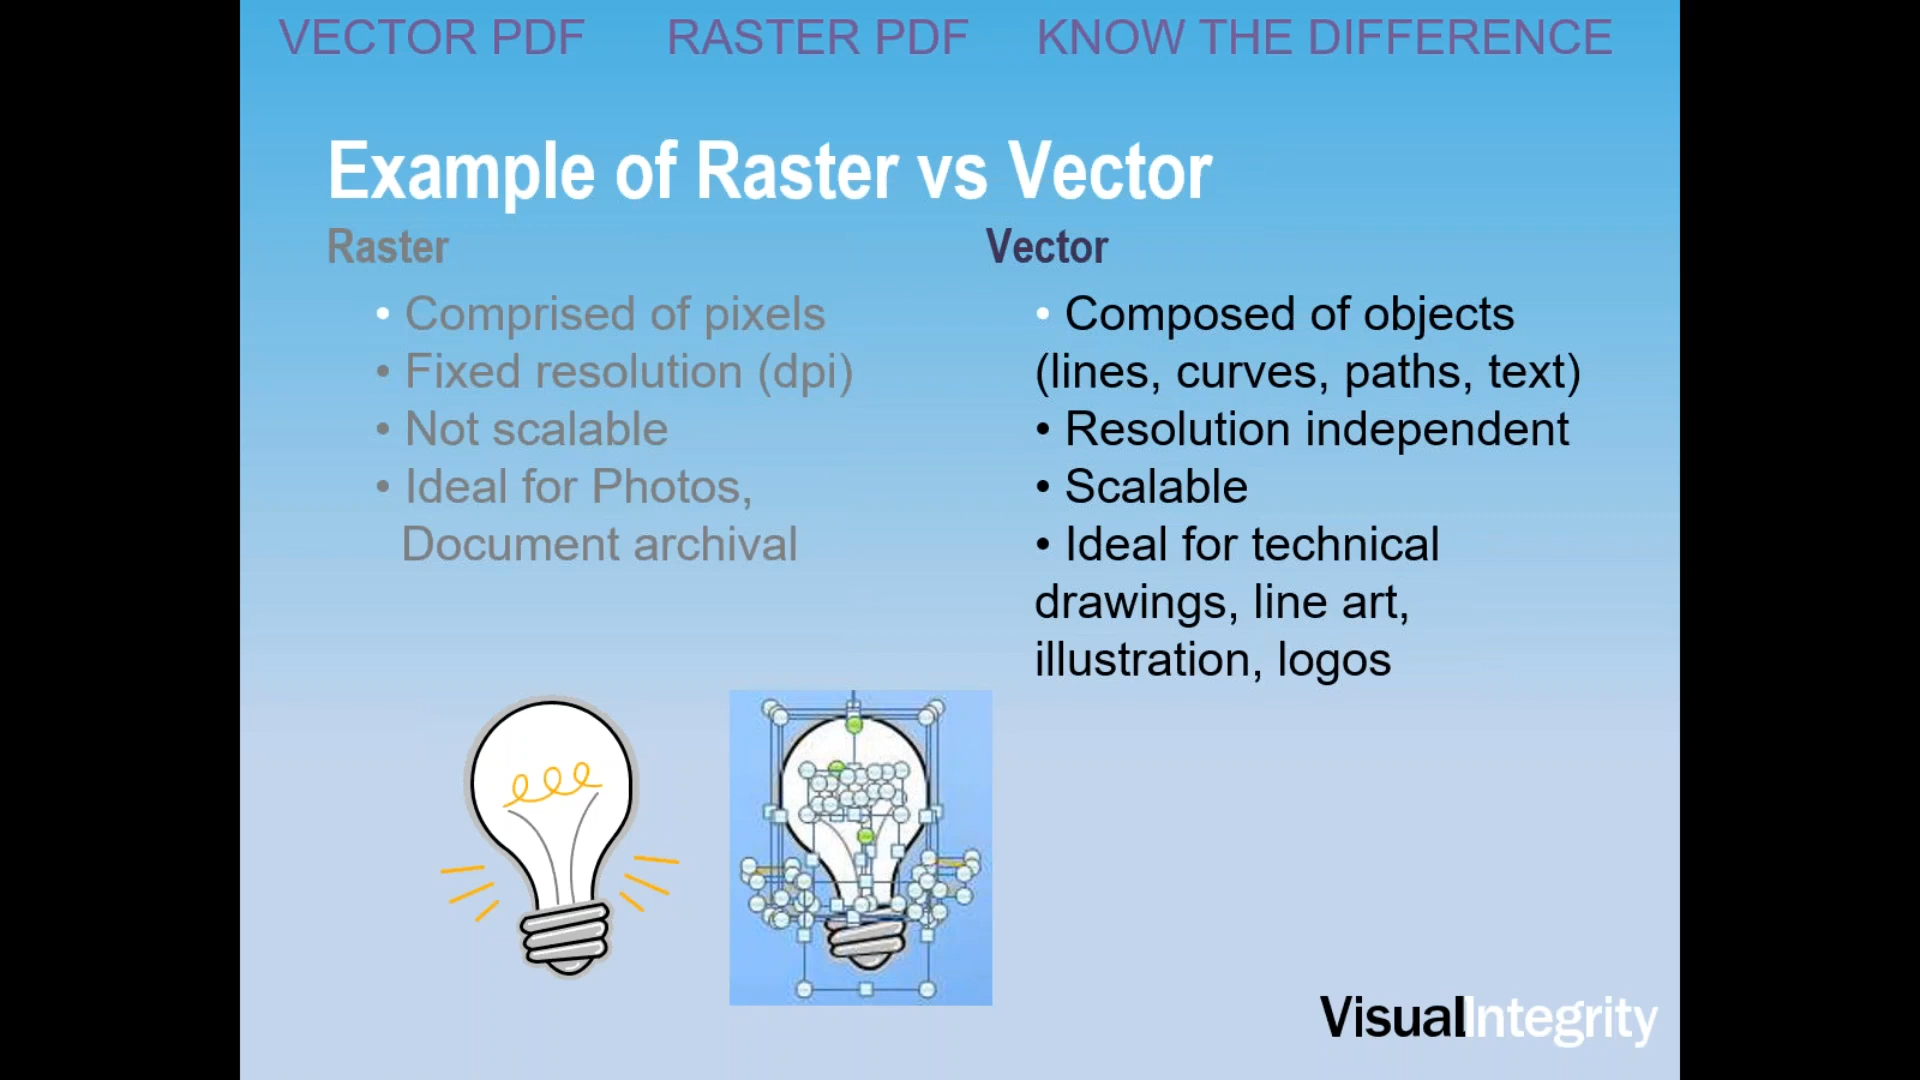 VECTOR PDF RASTER PDF KNOW THE DIFFERENCE
Example of Raster vs Vector
Raster
• Comprised of pixels
• Fixed resolution (dpi)
• Not scalable
• Ideal for Photos,
Document archival
Vector
• Composed of objects
(lines, curves, paths, text)
• Resolution independent
• Scalable
• Ideal for technical
drawings, line art,
illustration, logos
VisualIntegrity